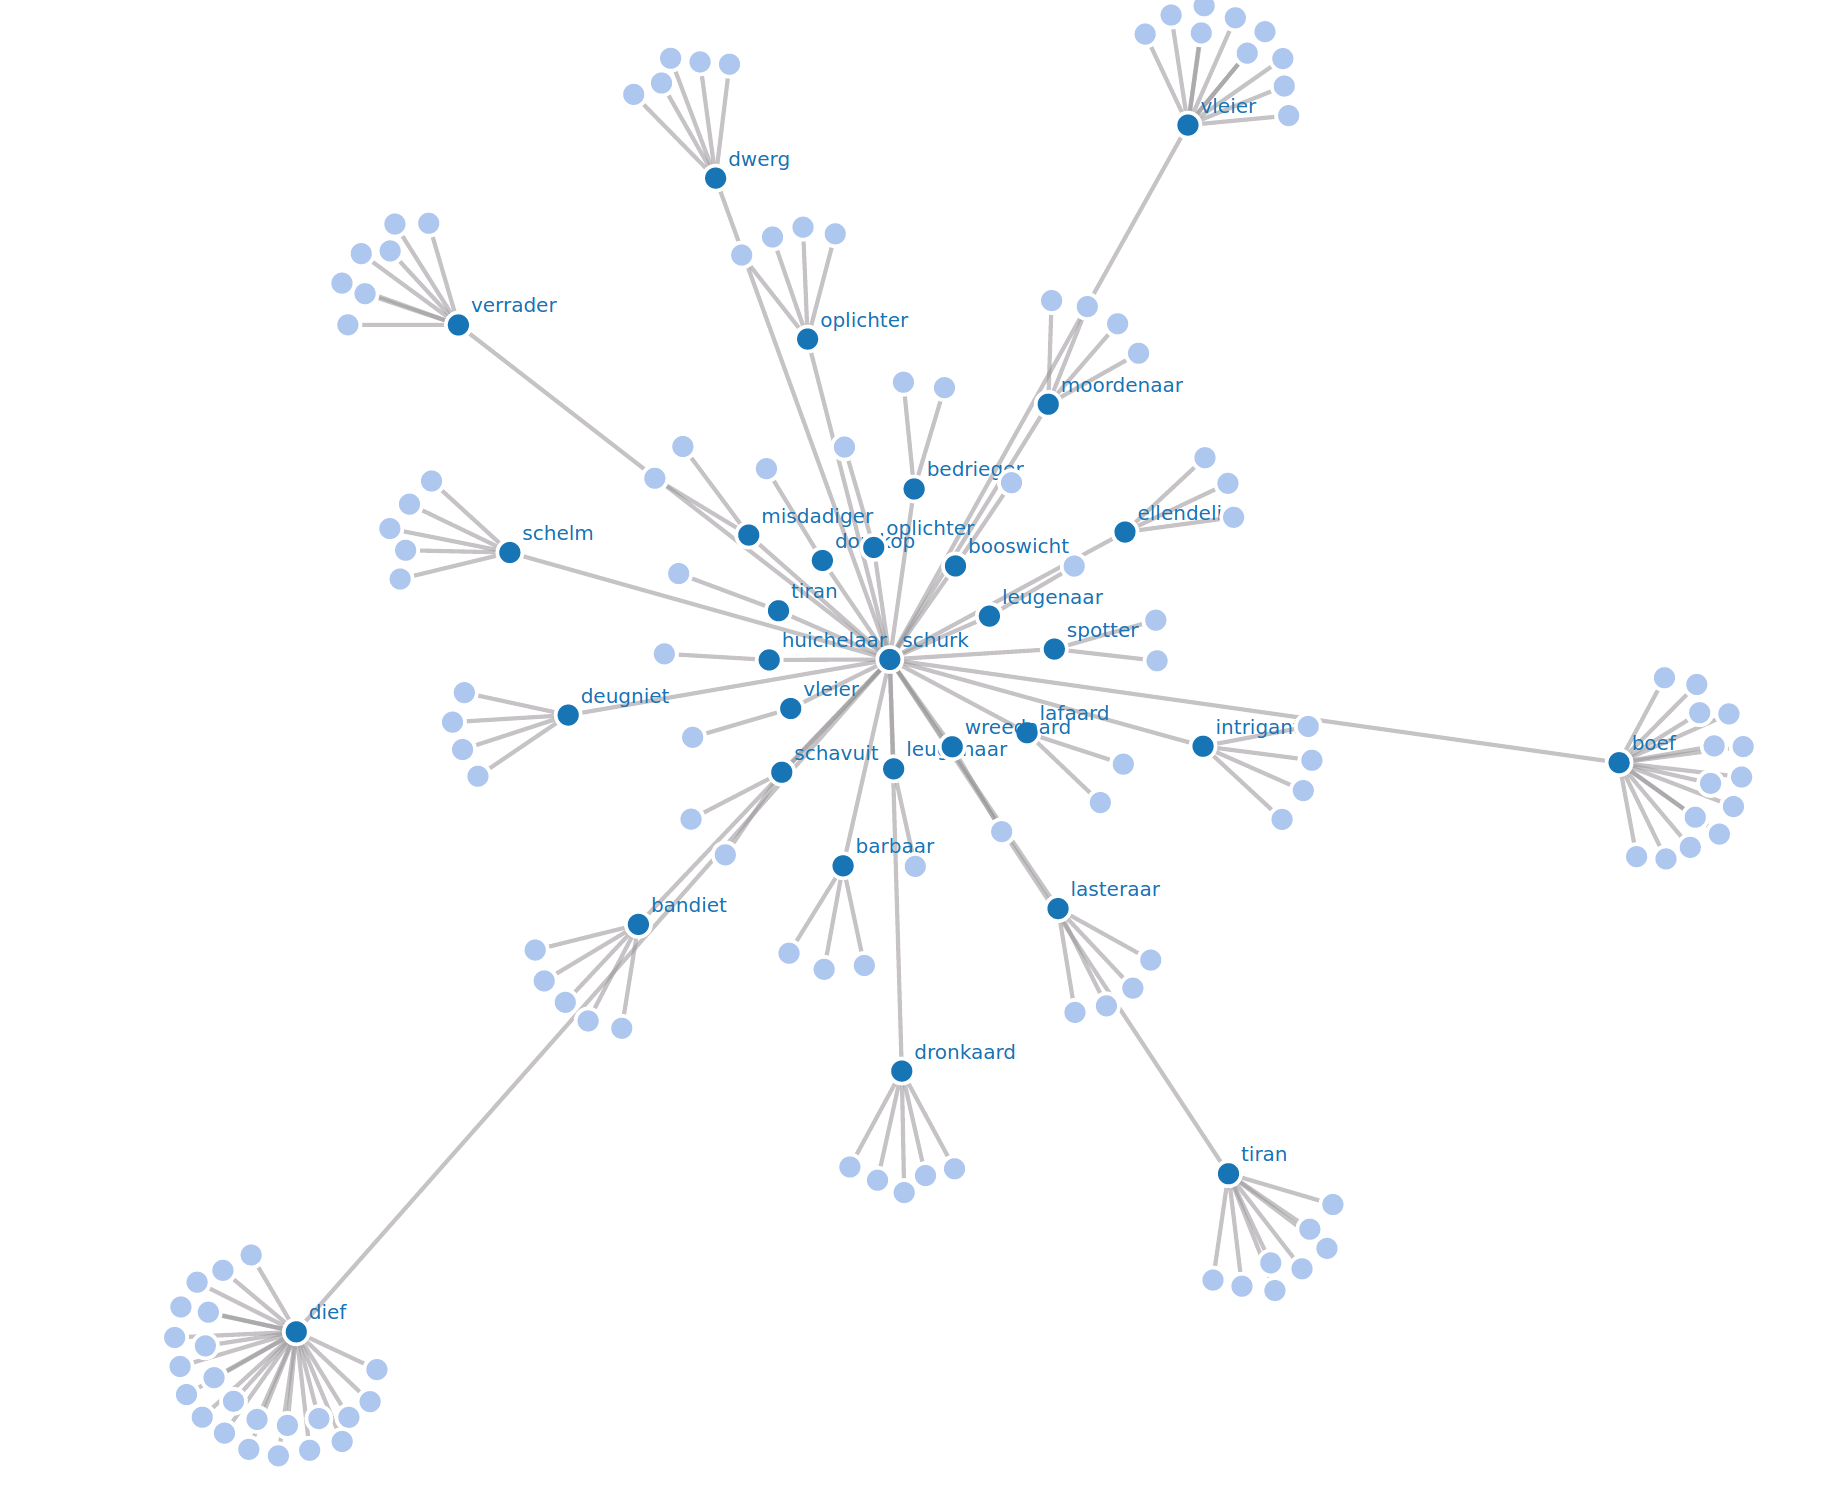 vleier
dwerg
verrader
oplichter
moordenaar
bedrieger
schelm
misdadiger
oplichter
booswicht
tiran
leugenaar
huichelaar
schurk
spotter
deugniet
vleier
lafaard
wreedaard
intrigan
boef
schavuit
barbaar
lasteraar
bandiet
dronkaard
tiran
dief